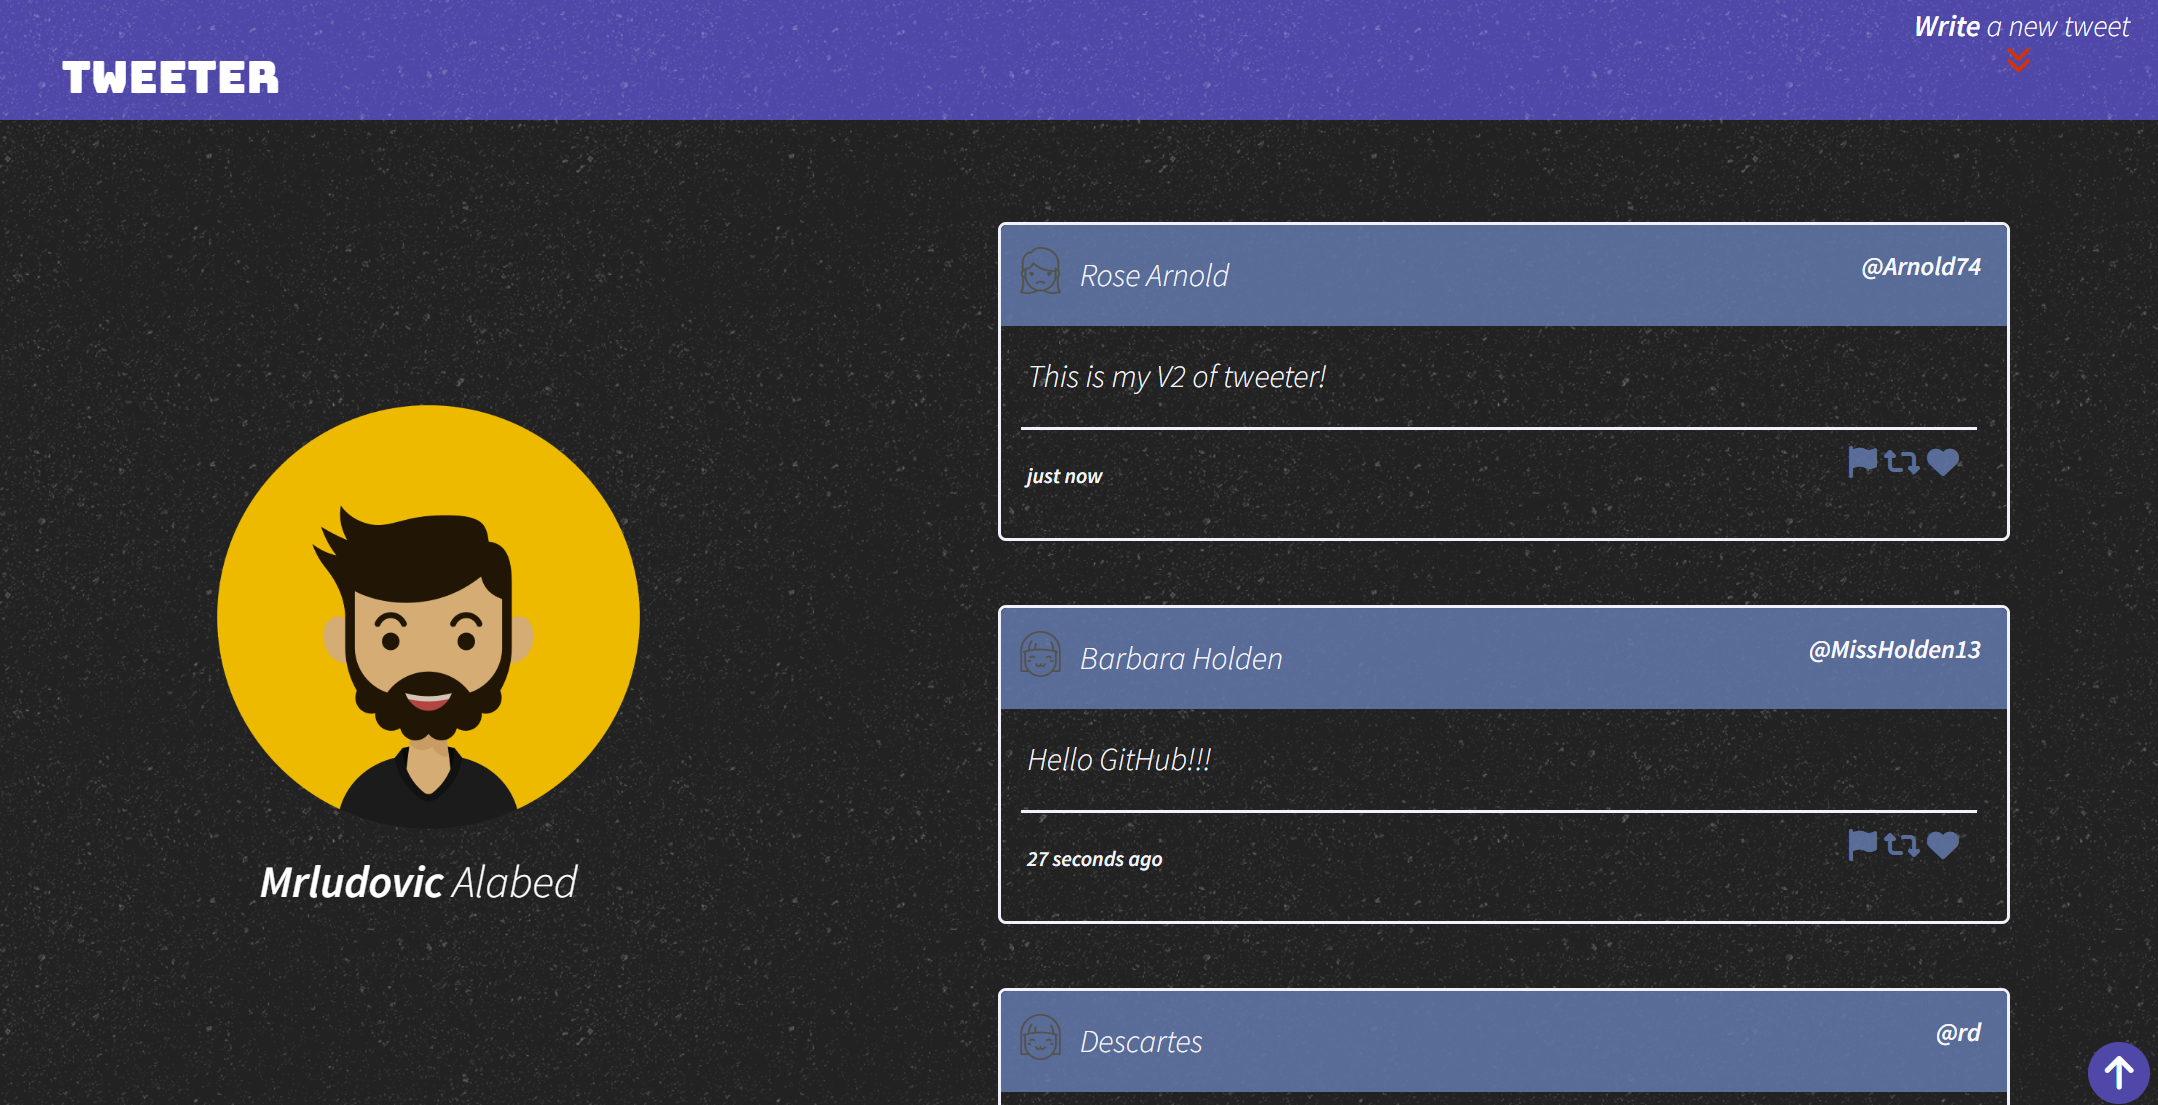 Write a new tweet
TWEETER
Rose Arnold
@Arnold74
This is my V2 of tweeter!
just now
Barbara Holden
@MissHolden13
Hello GitHub!!!
27 seconds ago
Mrludovic Alabed
Descartes
@rd